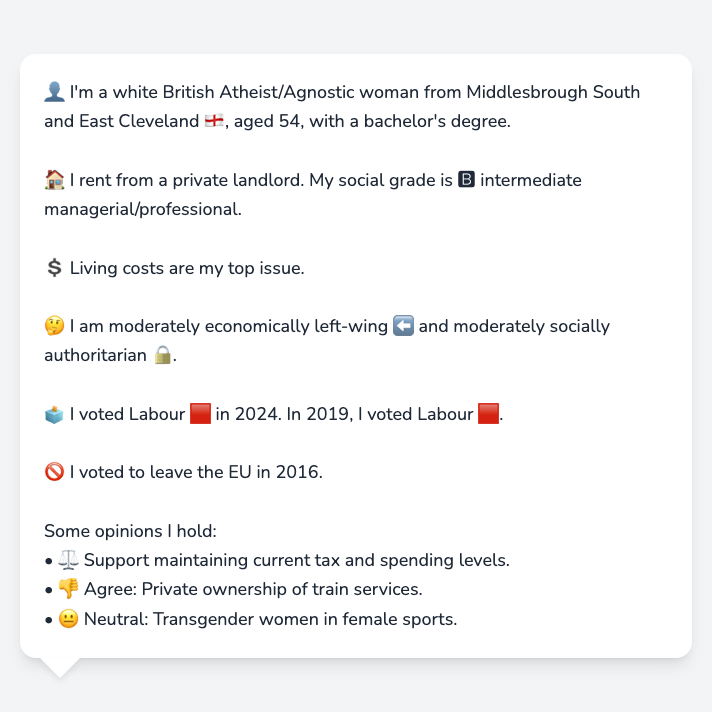 👤 I'm a white British Atheist/Agnostic woman from Middlesbrough South
and East Cleveland 🏴󠁧󠁢󠁥󠁮󠁧󠁿, aged 54, with a bachelor's degree.
🏠 I rent from a private landlord. My social grade is 🅱 intermediate
managerial/professional.
💲 Living costs are my top issue.
🤔 I am moderately economically left-wing ⬅️ and moderately socially
authoritarian 🔒.
🗳️ I voted Labour 🟥 in 2024. In 2019, I voted Labour 🟥.
🚫 I voted to leave the EU in 2016.
Some opinions I hold:
• ⚖️ Support maintaining current tax and spending levels.
• 👎 Agree: Private ownership of train services.
• 😐 Neutral: Transgender women in female sports.